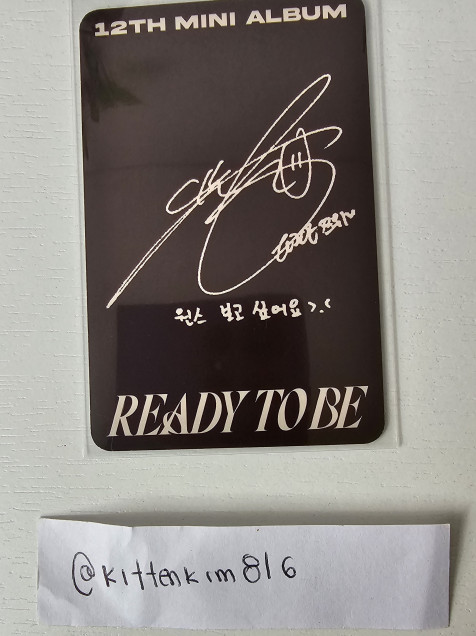 12TH MINI ALBUM
원스 보고 싶어요 >.<
READY TO BE
@kittenkim816